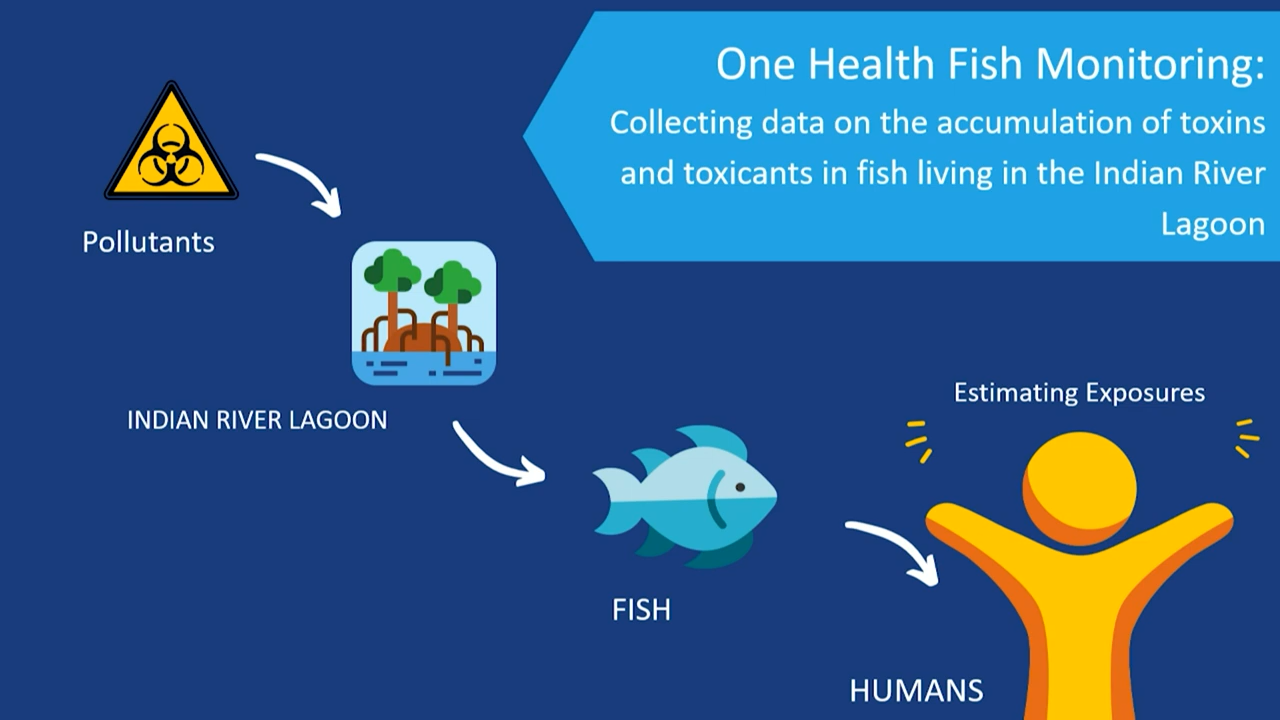 One Health Fish Monitoring:
Collecting data on the accumulation of toxins
and toxicants in fish living in the Indian River
Lagoon
Pollutants
INDIAN RIVER LAGOON
FISH
Estimating Exposures
HUMANS